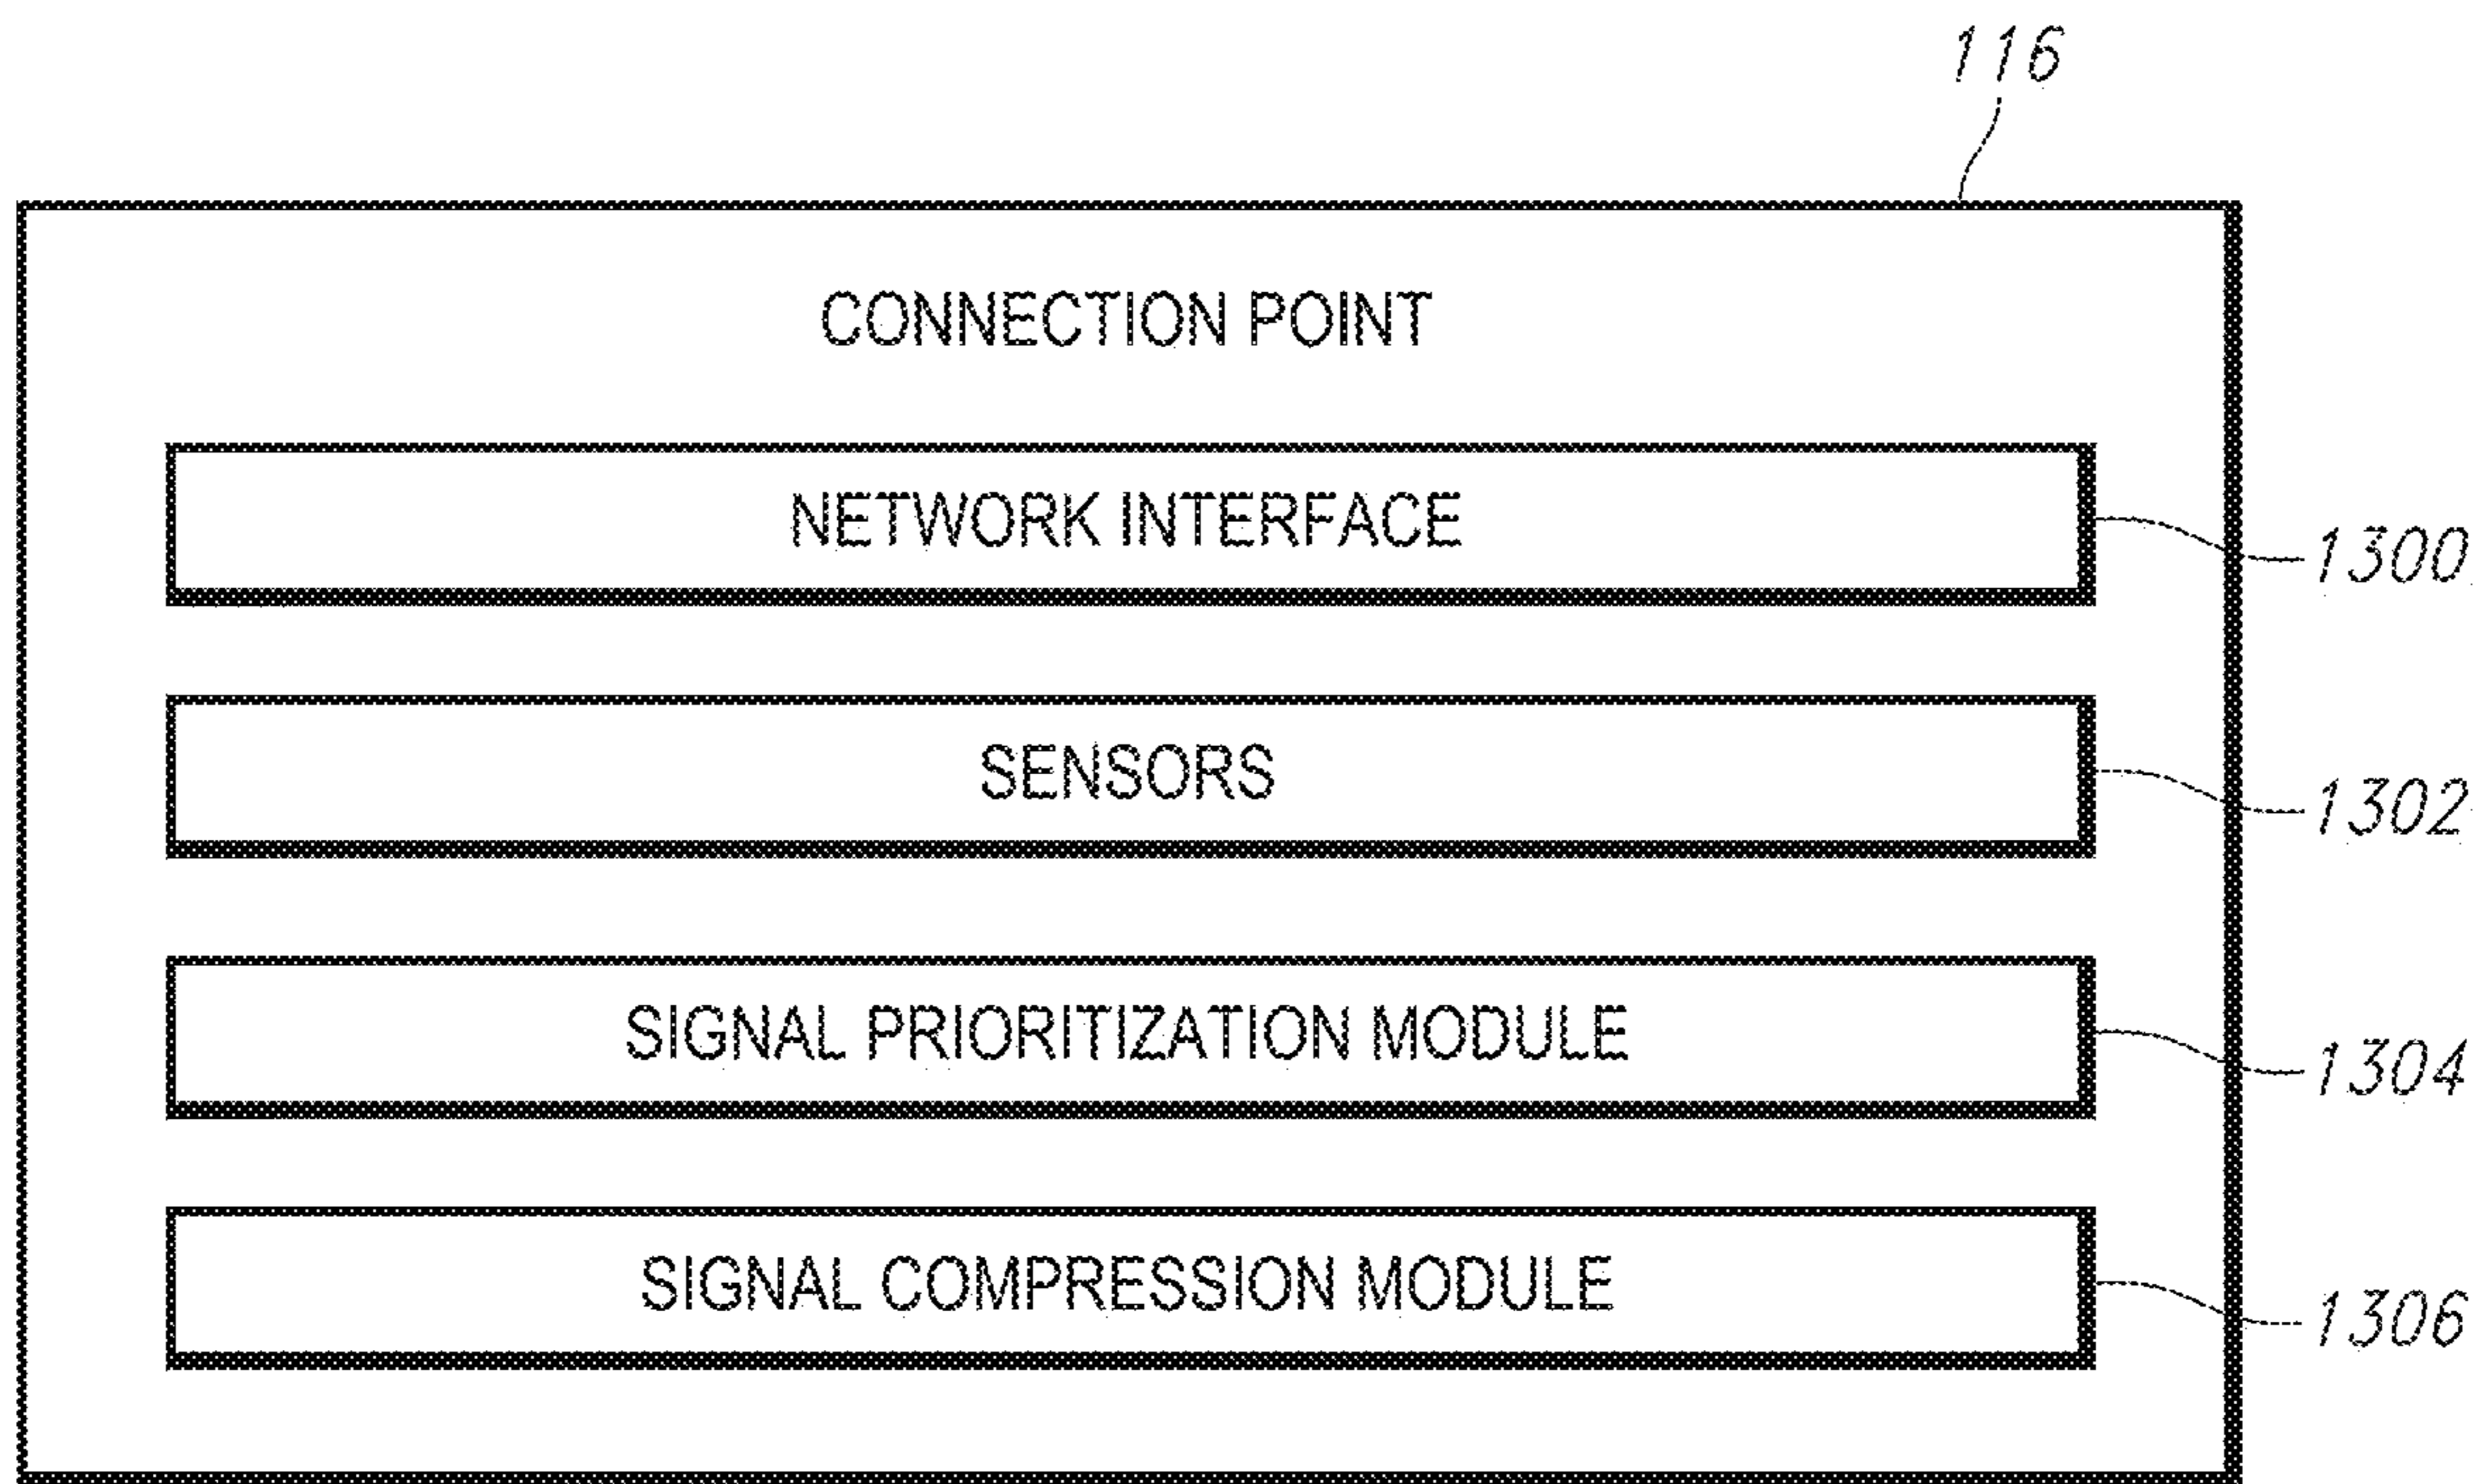 116
CONNECTION POINT
NETWORK INTERFACE
1300
SENSORS
1302
SIGNAL PRIORITIZATION MODULE
1304
SIGNAL COMPRESSION MODULE
1306